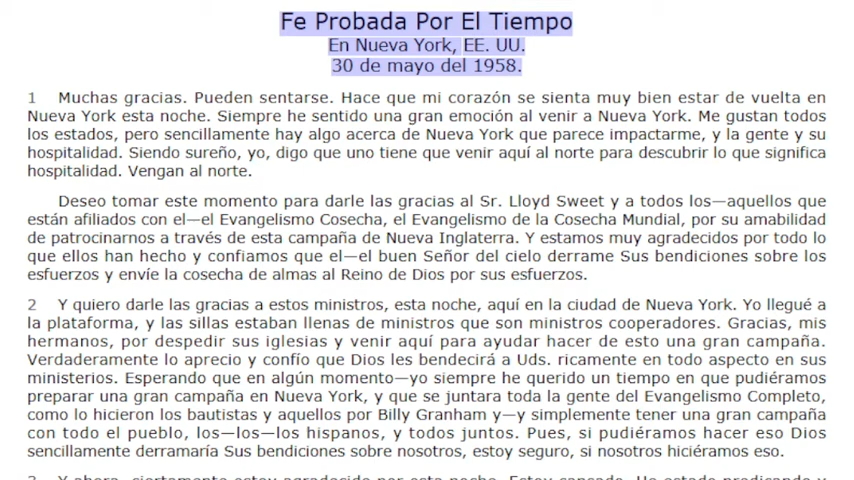 Fe Probada Por El Tiempo
En Nueva York, EE. UU.
30 de mayo del 1958.
1 Muchas gracias. Pueden sentarse. Hace que mi corazón se sienta muy bien estar de vuelta en
Nueva York esta noche. Siempre he sentido una gran emoción al venir a Nueva York. Me gustan todos
los estados, pero sencillamente hay algo acerca de Nueva York que parece impactarme, y la gente y su
hospitalidad. Siendo sureño, yo, digo que uno tiene que venir aquí al norte para descubrir lo que significa
hospitalidad. Vengan al norte.
Deseo tomar este momento para darle las gracias al Sr. Lloyd Sweet y a todos los—aquellos que
están afiliados con el—el Evangelismo Cosecha, el Evangelismo de la Cosecha Mundial, por su amabilidad
de patrocinarnos a través de esta campaña de Nueva Inglaterra. Y estamos muy agradecidos por todo lo
que ellos han hecho y confiamos que el—el buen Señor del cielo derrame Sus bendiciones sobre los
esfuerzos y envíe la cosecha de almas al Reino de Dios por sus esfuerzos.
2 Y quiero darle las gracias a estos ministros, esta noche, aquí en la ciudad de Nueva York. Yo llegué a
la plataforma, y las sillas estaban llenas de ministros que son ministros cooperadores. Gracias, mis
hermanos, por despedir sus iglesias y venir aquí para ayudar hacer de esto una gran campaña.
Verdaderamente lo aprecio y confío que Dios les bendecirá a Uds. ricamente en todo aspecto en sus
ministerios. Esperando que en algún momento—yo siempre he querido un tiempo en que pudiéramos
preparar una gran campaña en Nueva York, y que se juntara toda la gente del Evangelismo Completo,
como lo hicieron los bautistas y aquellos por Billy Granham y—y simplemente tener una gran campaña
con todo el pueblo, los—los—los hispanos, y todos juntos. Pues, si pudiéramos hacer eso Dios
sencillamente derramaría Sus bendiciones sobre nosotros, estoy seguro, si nosotros hiciéramos eso.
3 Y ahora, ciertamente estoy agradecido por esta noche. Estoy cansado. He estado predicando y